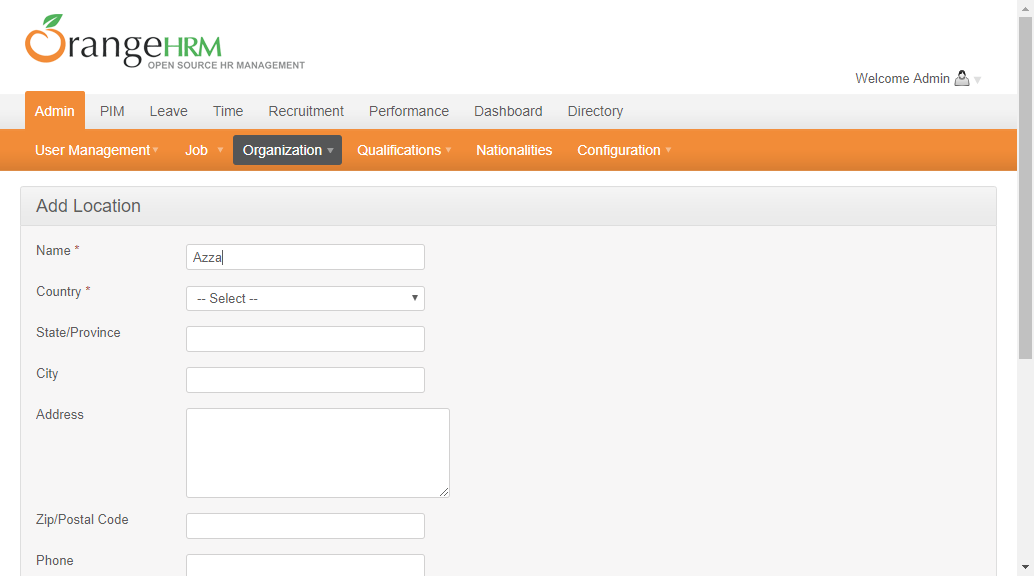 OrangeHRM
OPEN SOURCE HR MANAGEMENT
Welcome Admin
Admin PIM Leave Time Recruitment Performance Dashboard Directory
User Management Job Organization Qualifications Nationalities Configuration
Add Location
Name * Azza
Country * -- Select --
State/Province
City
Address
Zip/Postal Code
Phone